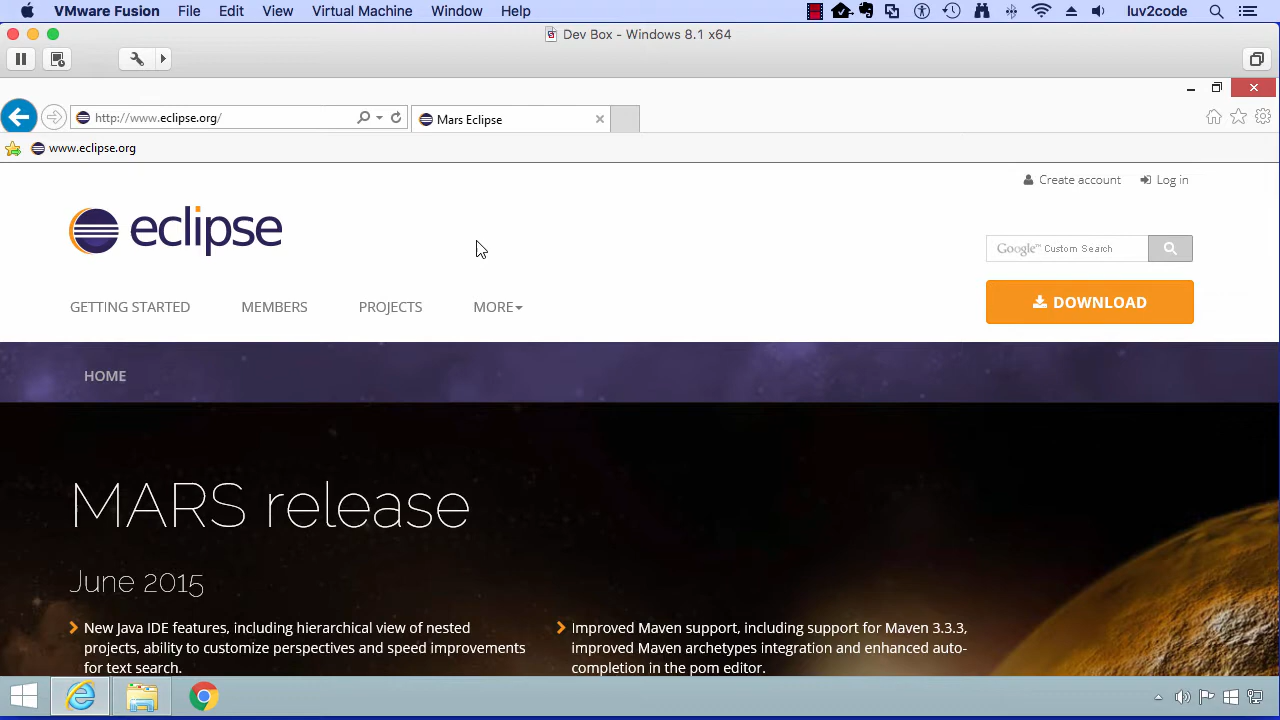 VMware Fusion File Edit View Virtual Machine Window Help luv2code
Dev Box - Windows 8.1 x64
http://www.eclipse.org/
Mars Eclipse
www.eclipse.org
Create account Log in
eclipse
Google™ Custom Search
GETTING STARTED MEMBERS PROJECTS MORE
DOWNLOAD
HOME
MARS release
June 2015
New Java IDE features, including hierarchical view of nested
projects, ability to customize perspectives and speed improvements
for text search.
Improved Maven support, including support for Maven 3.3.3,
improved Maven archetypes integration and enhanced auto-
completion in the pom editor.